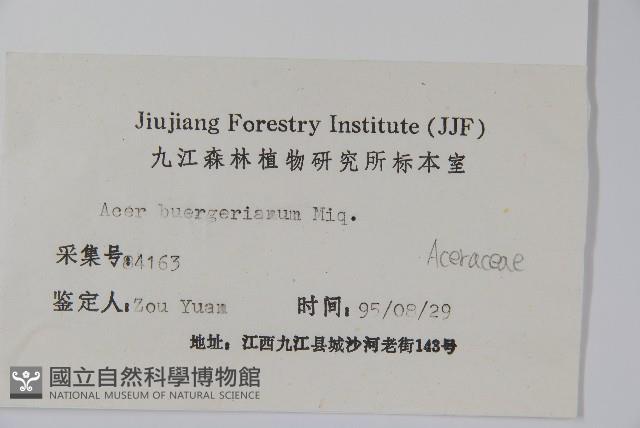 Jiujiang Forestry Institute (JJF)
九江森林植物研究所标本室
Acer buergerianum Miq.
采集号: 84163
Aceraceae
鉴定人: Zou Yuam
时间: 95/08/29
地址: 江西九江县城沙河老街143号
國立自然科學博物館
NATIONAL MUSEUM OF NATURAL SCIENCE